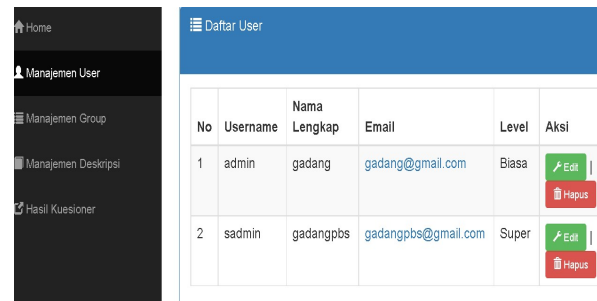 Home
Manajemen User
Manajemen Group
Manajemen Deskripsi
Hasil Kuesioner
Daftar User
No Username Nama Lengkap Email Level Aksi
1 admin gadang gadang@gmail.com Biasa Edit |
Hapus
2 sadmin gadangpbs gadangpbs@gmail.com Super Edit |
Hapus